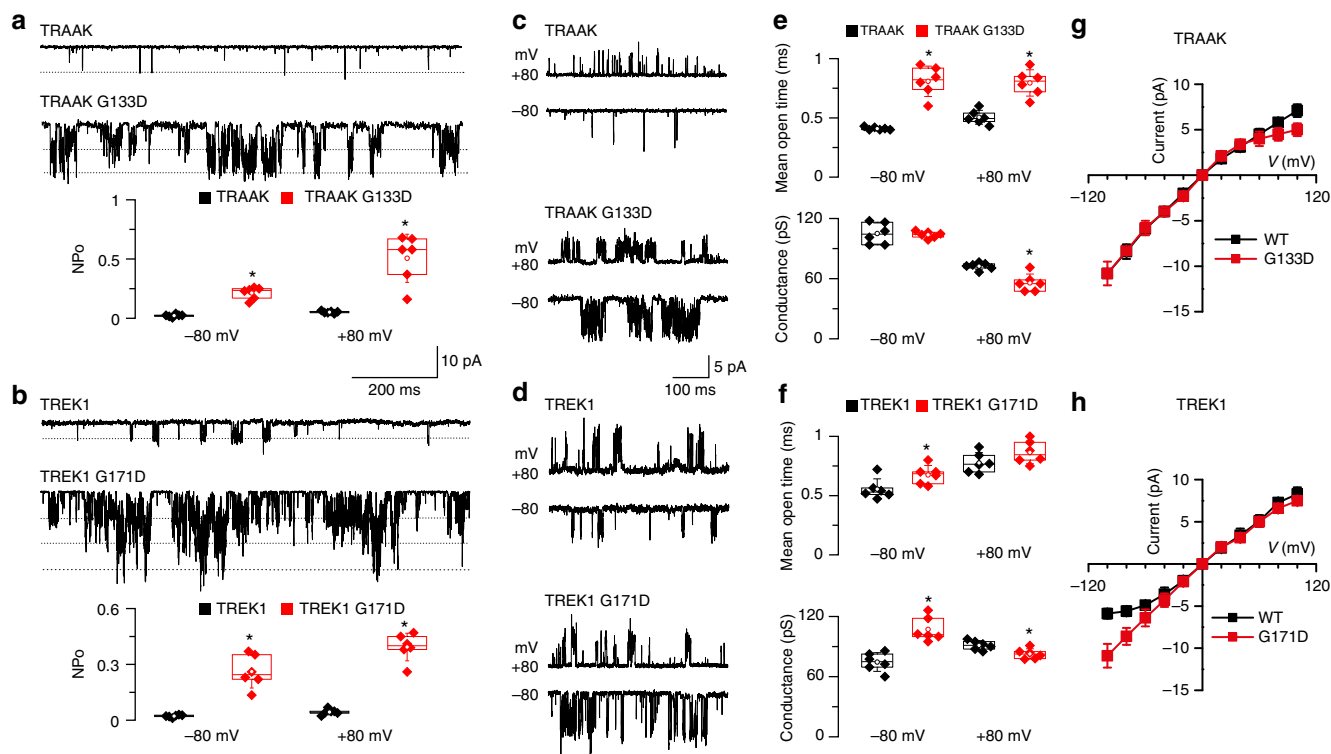 a
TRAAK
TRAAK G133D
TRAAK TRAAK G133D
1
0.5
0
NPo
* *
−80 mV +80 mV
10 pA
200 ms
b
TREK1
TREK1 G171D
TREK1 TREK1 G171D
0.6
0.3
0
NPo
* *
−80 mV +80 mV
c
TRAAK
mV
+80
−80
TRAAK G133D
mV
+80
−80
5 pA
100 ms
d
TREK1
mV
+80
−80
TREK1 G171D
mV
+80
−80
e
TRAAK TRAAK G133D
1
0.5
0
Mean open time (ms)
* *
−80 mV +80 mV
120
60
0
Conductance (pS)
*
−80 mV +80 mV
f
TREK1 TREK1 G171D
1
0.5
0
Mean open time (ms)
*
−80 mV +80 mV
120
60
0
Conductance (pS)
* *
−80 mV +80 mV
g
TRAAK
Current (pA)
10
5
V (mV)
−120 120
−5
−10
−15
WT
G133D
h
TREK1
Current (pA)
10
5
V (mV)
−120 120
−5
−10
−15
WT
G171D